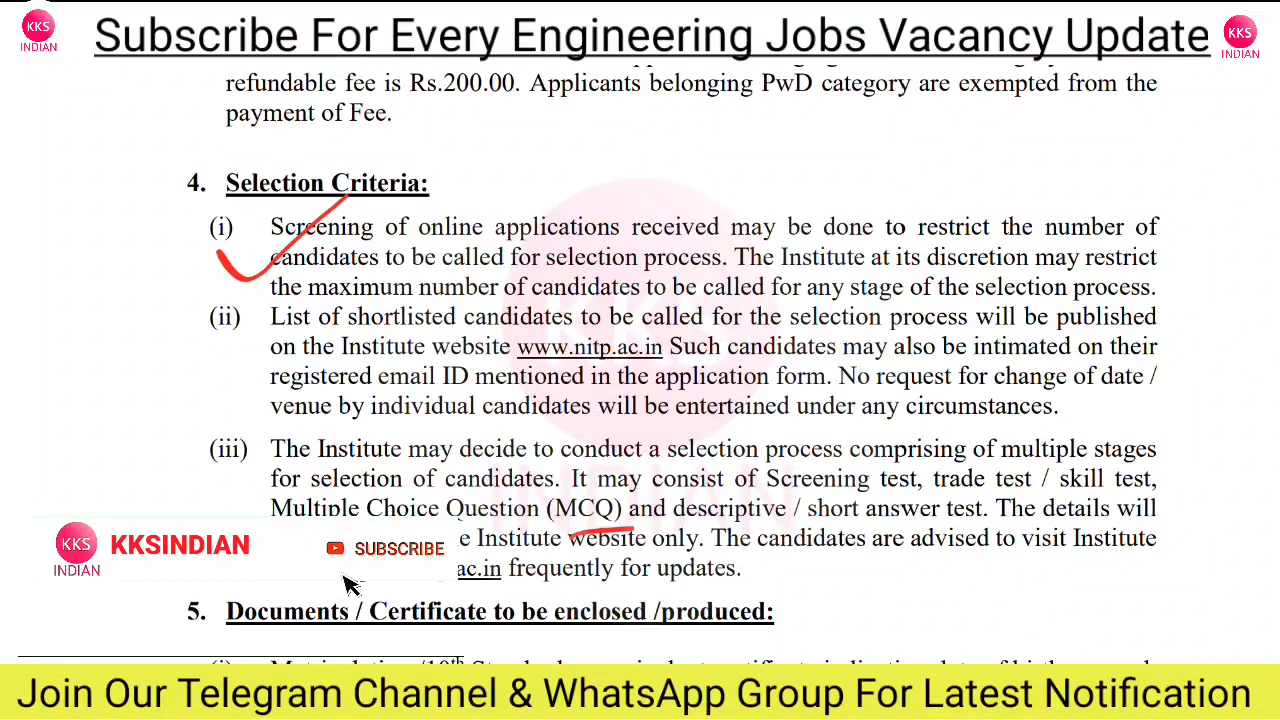 KKS
INDIAN
Subscribe For Every Engineering Jobs Vacancy Update
KKS
INDIAN
refundable fee is Rs.200.00. Applicants belonging PwD category are exempted from the
payment of Fee.
4. Selection Criteria:
(i) Screening of online applications received may be done to restrict the number of
candidates to be called for selection process. The Institute at its discretion may restrict
the maximum number of candidates to be called for any stage of the selection process.
(ii) List of shortlisted candidates to be called for the selection process will be published
on the Institute website www.nitp.ac.in Such candidates may also be intimated on their
registered email ID mentioned in the application form. No request for change of date /
venue by individual candidates will be entertained under any circumstances.
(iii) The Institute may decide to conduct a selection process comprising of multiple stages
for selection of candidates. It may consist of Screening test, trade test / skill test,
Multiple Choice Question (MCQ) and descriptive / short answer test. The details will
e Institute website only. The candidates are advised to visit Institute
ac.in frequently for updates.
KKS
INDIAN
KKSINDIAN
SUBSCRIBE
5. Documents / Certificate to be enclosed /produced:
KKS
INDIAN
Join Our Telegram Channel & WhatsApp Group For Latest Notification